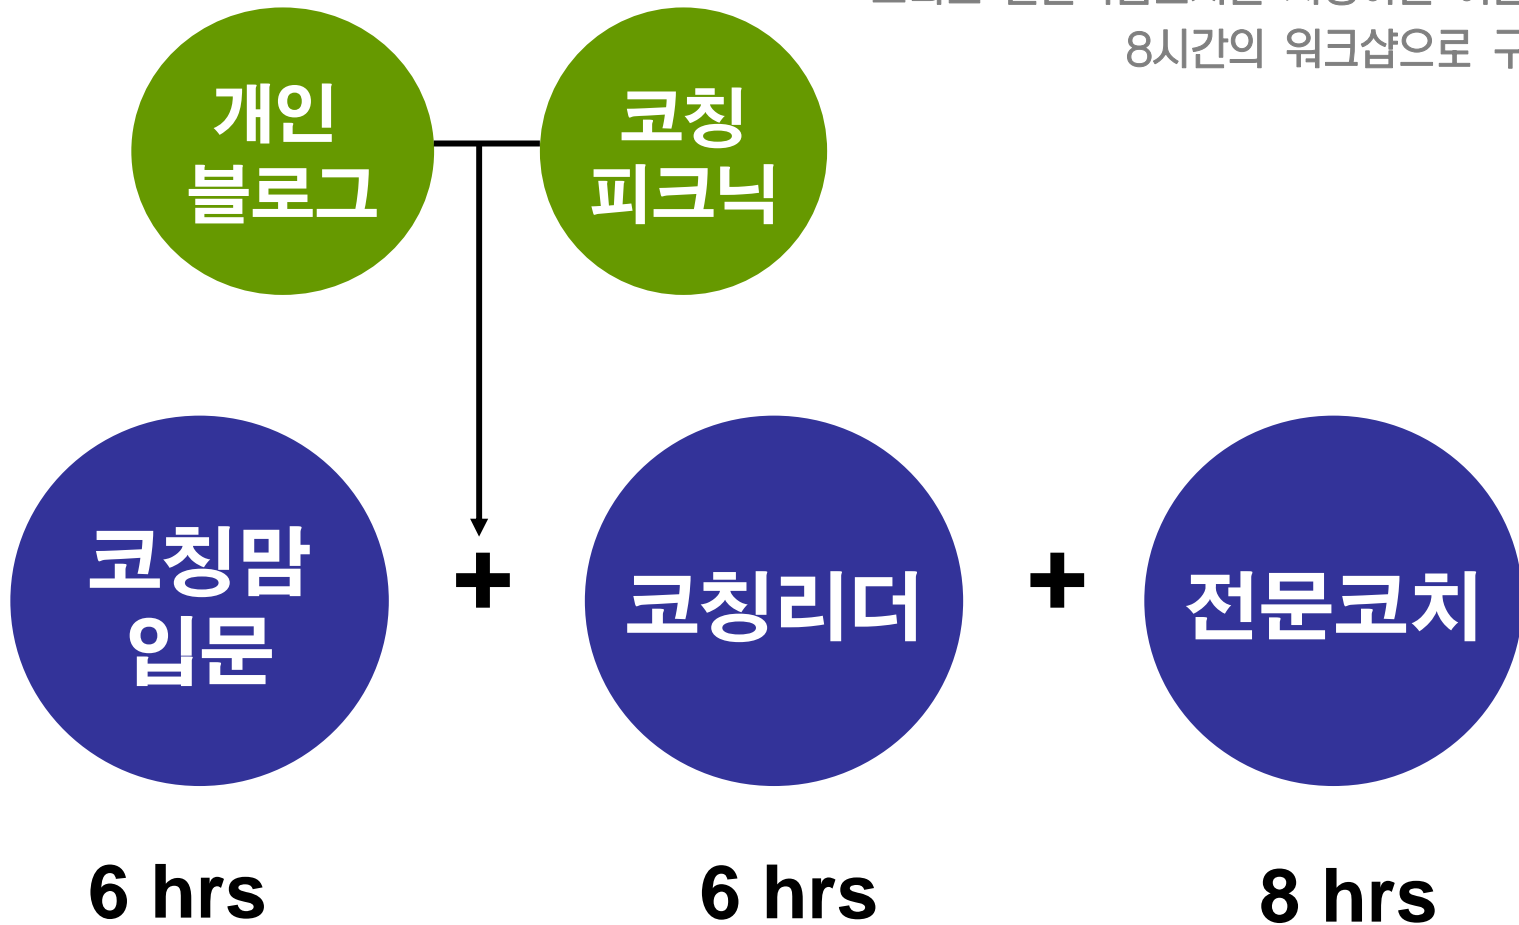 8시간의 워크샵으로
개인
블로그
코칭
피크닉
코칭맘
입문
+
코칭리더
+
전문코치
6 hrs
6 hrs
8 hrs